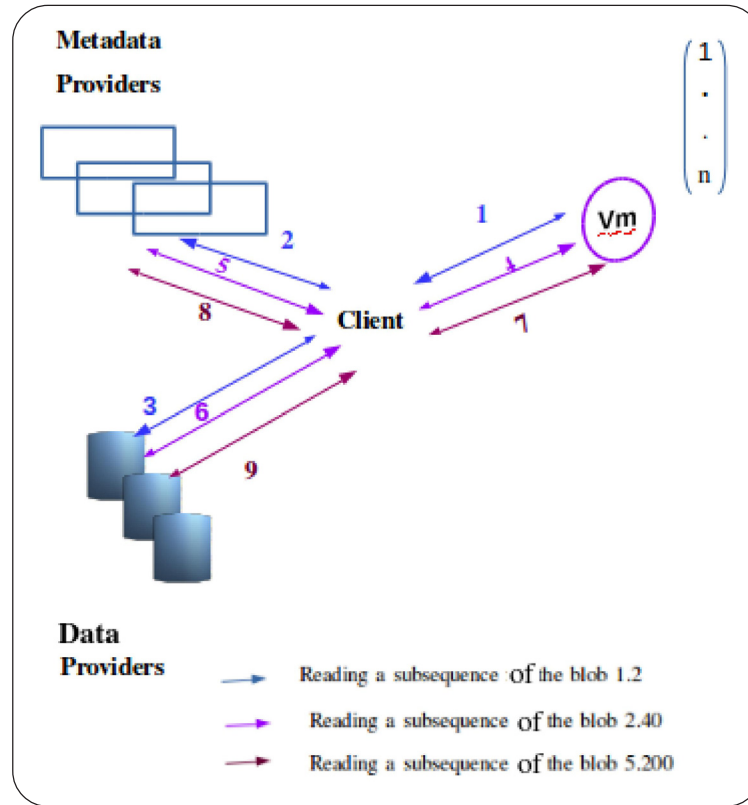 Metadata
Providers
1
.
.
n
Vm
1
2
5
4
8
7
Client
3
6
9
Data
Providers
Reading a subsequence of the blob 1.2
Reading a subsequence of the blob 2.40
Reading a subsequence of the blob 5.200